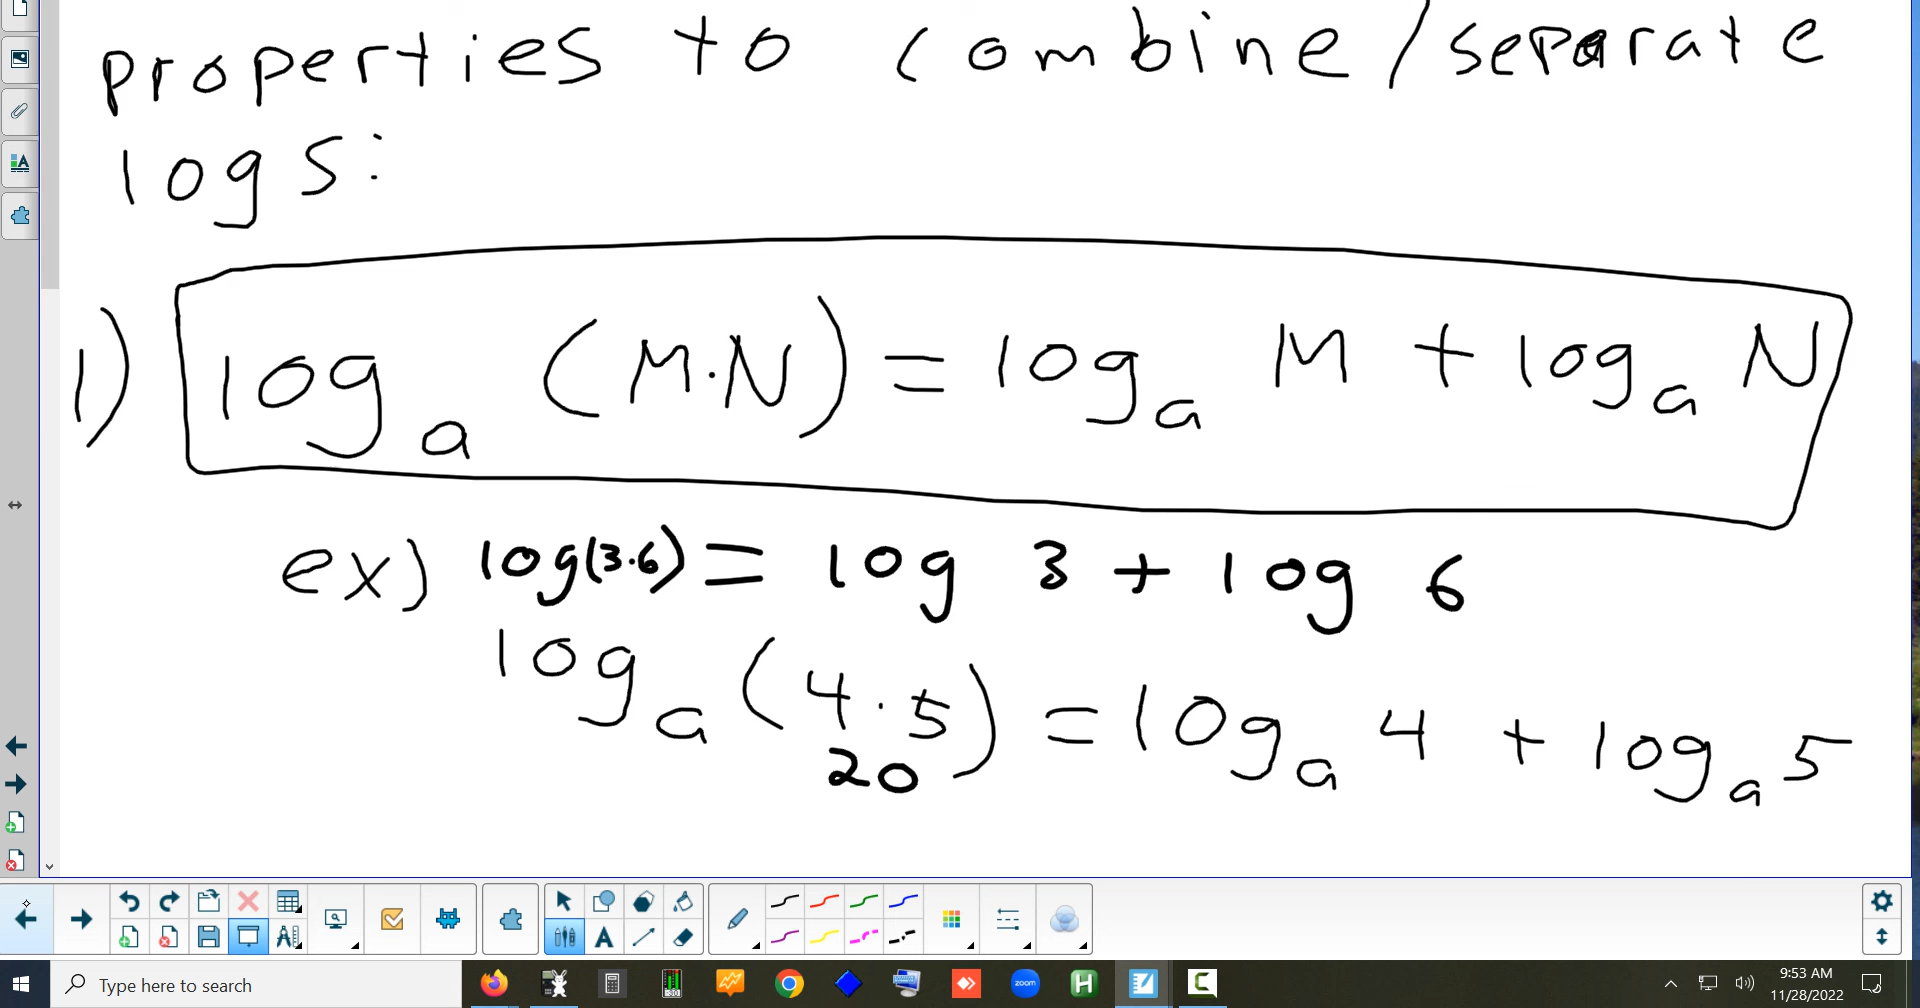 properties to combine/separate
logs:
1) log_a (M·N) = log_a M + log_a N
ex) log(3·6) = log 3 + log 6
log_a (4·5) = log_a 4 + log_a 5
20
Type here to search
zoom
9:53 AM
11/28/2022